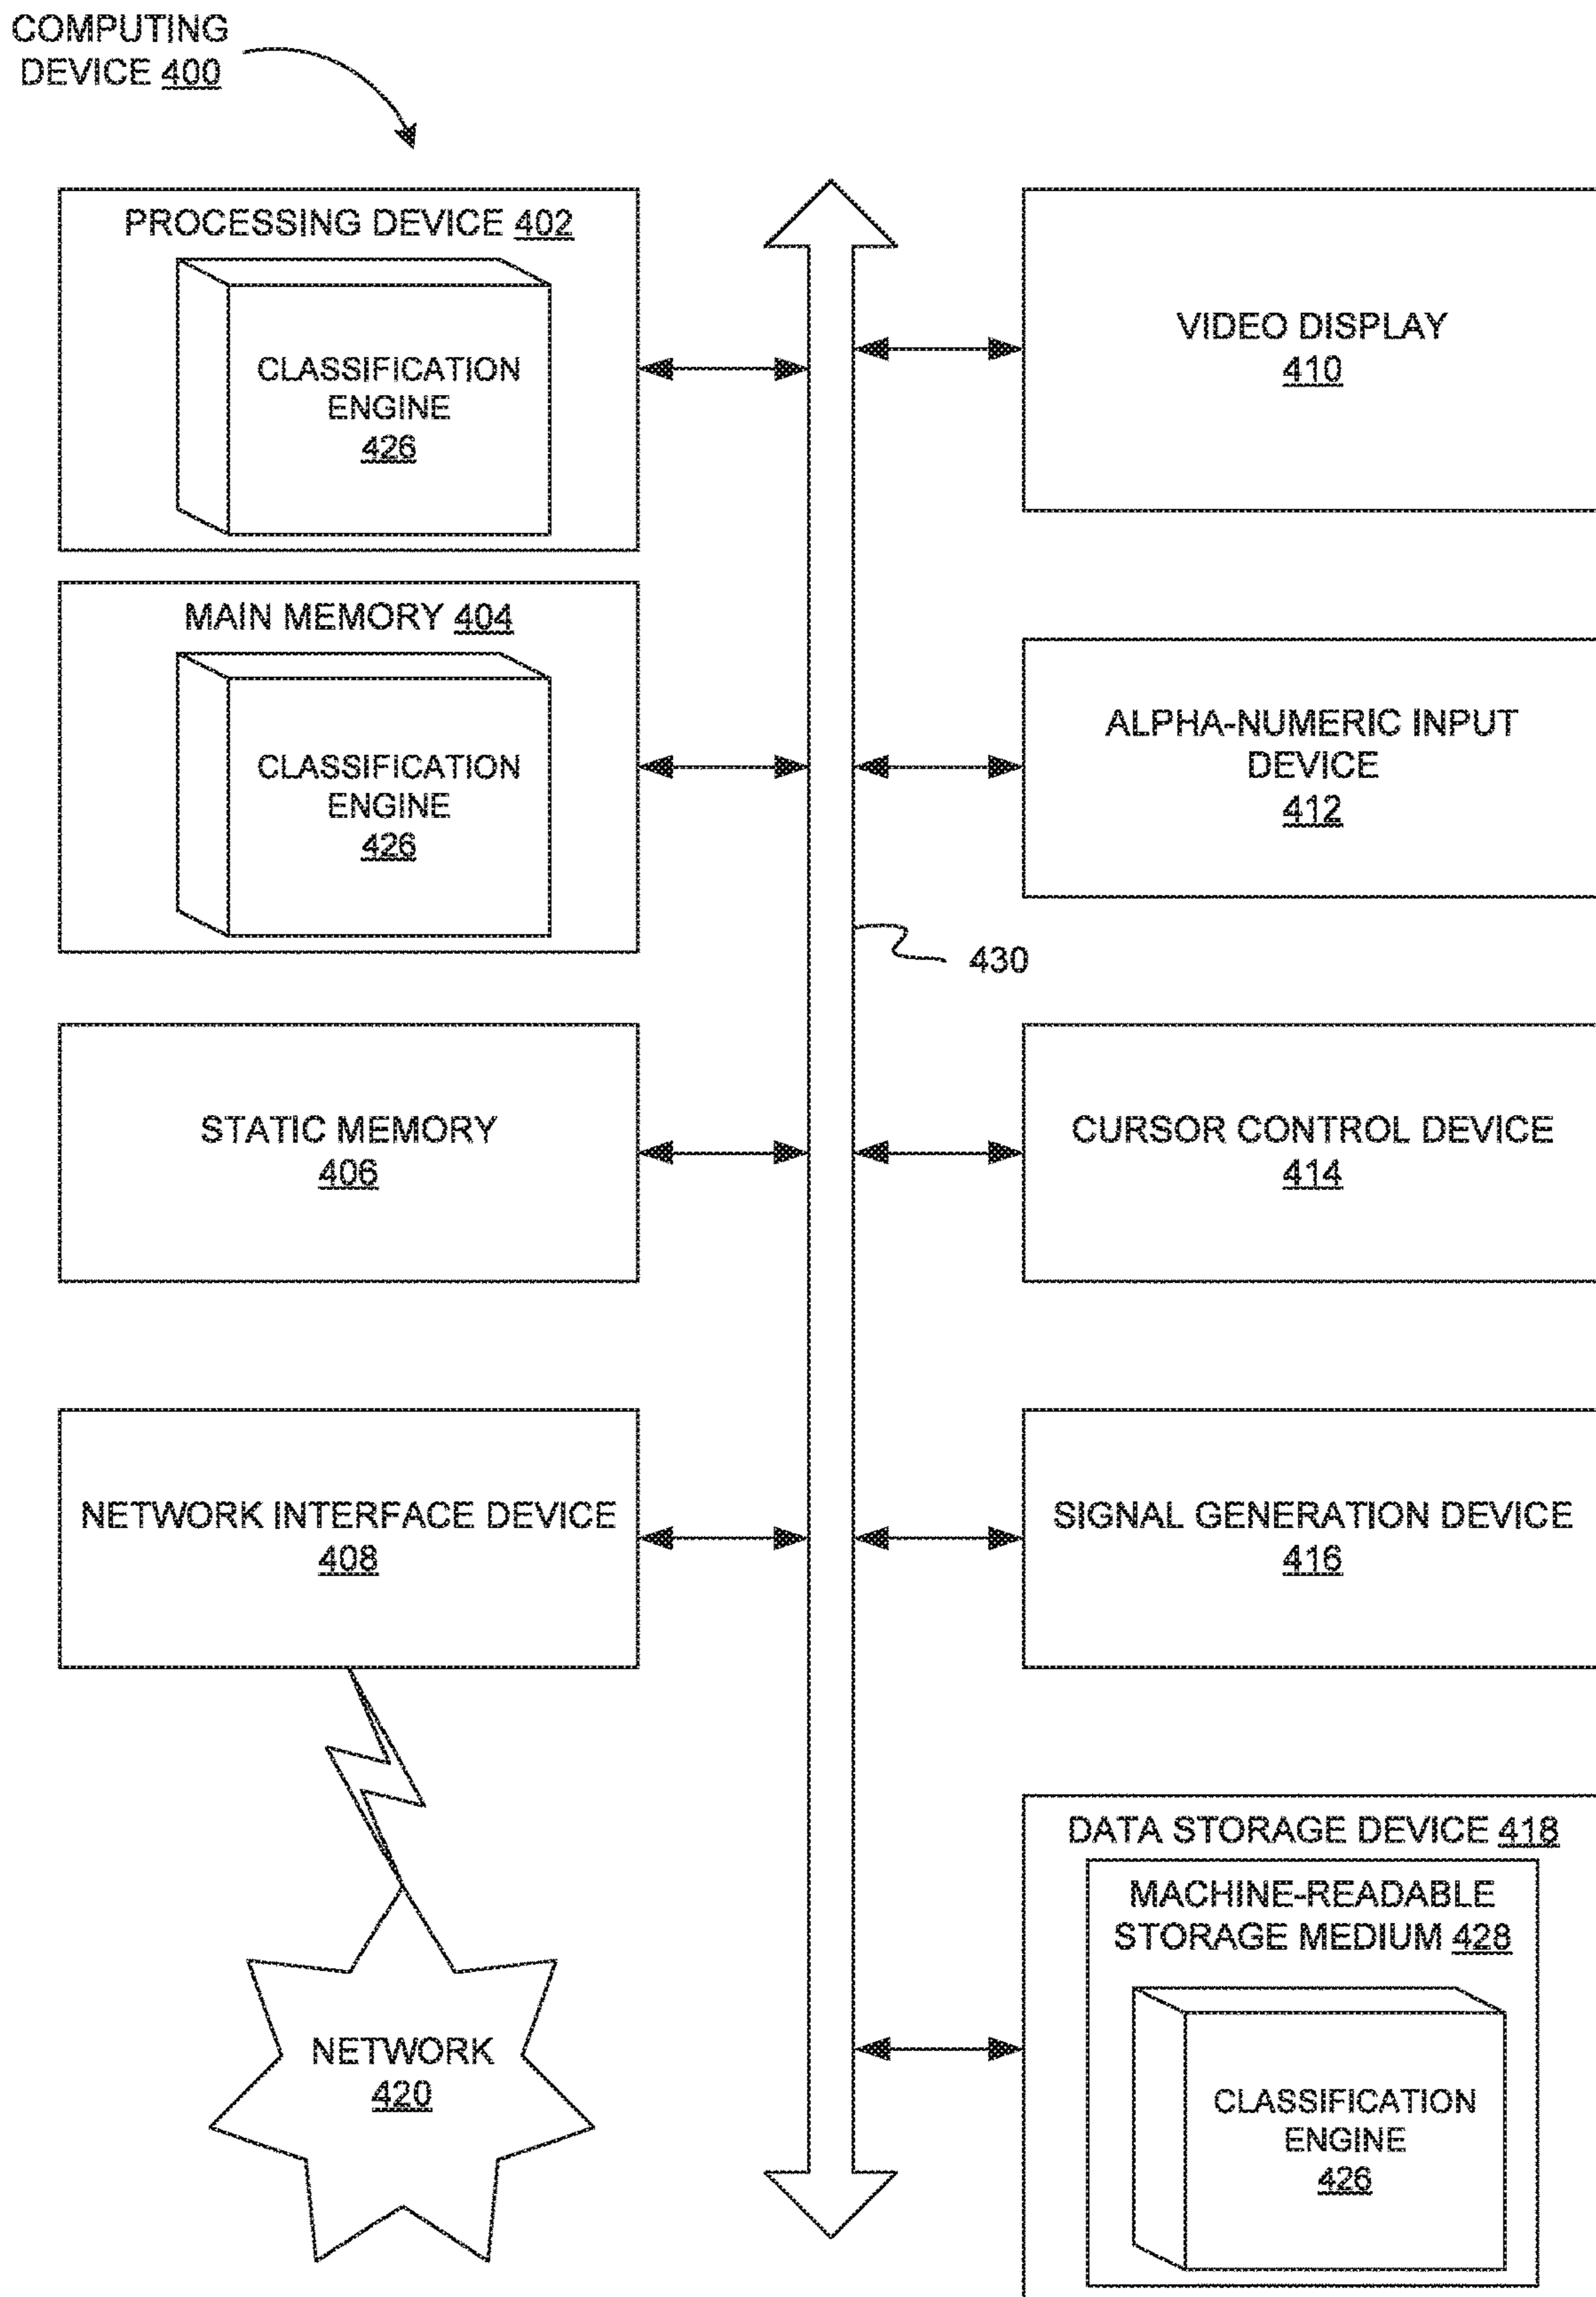 COMPUTING
DEVICE 400
PROCESSING DEVICE 402
CLASSIFICATION
ENGINE
426
MAIN MEMORY 404
CLASSIFICATION
ENGINE
426
STATIC MEMORY
406
NETWORK INTERFACE DEVICE
408
NETWORK
420
430
VIDEO DISPLAY
410
ALPHA-NUMERIC INPUT
DEVICE
412
CURSOR CONTROL DEVICE
414
SIGNAL GENERATION DEVICE
416
DATA STORAGE DEVICE 418
MACHINE-READABLE
STORAGE MEDIUM 428
CLASSIFICATION
ENGINE
426